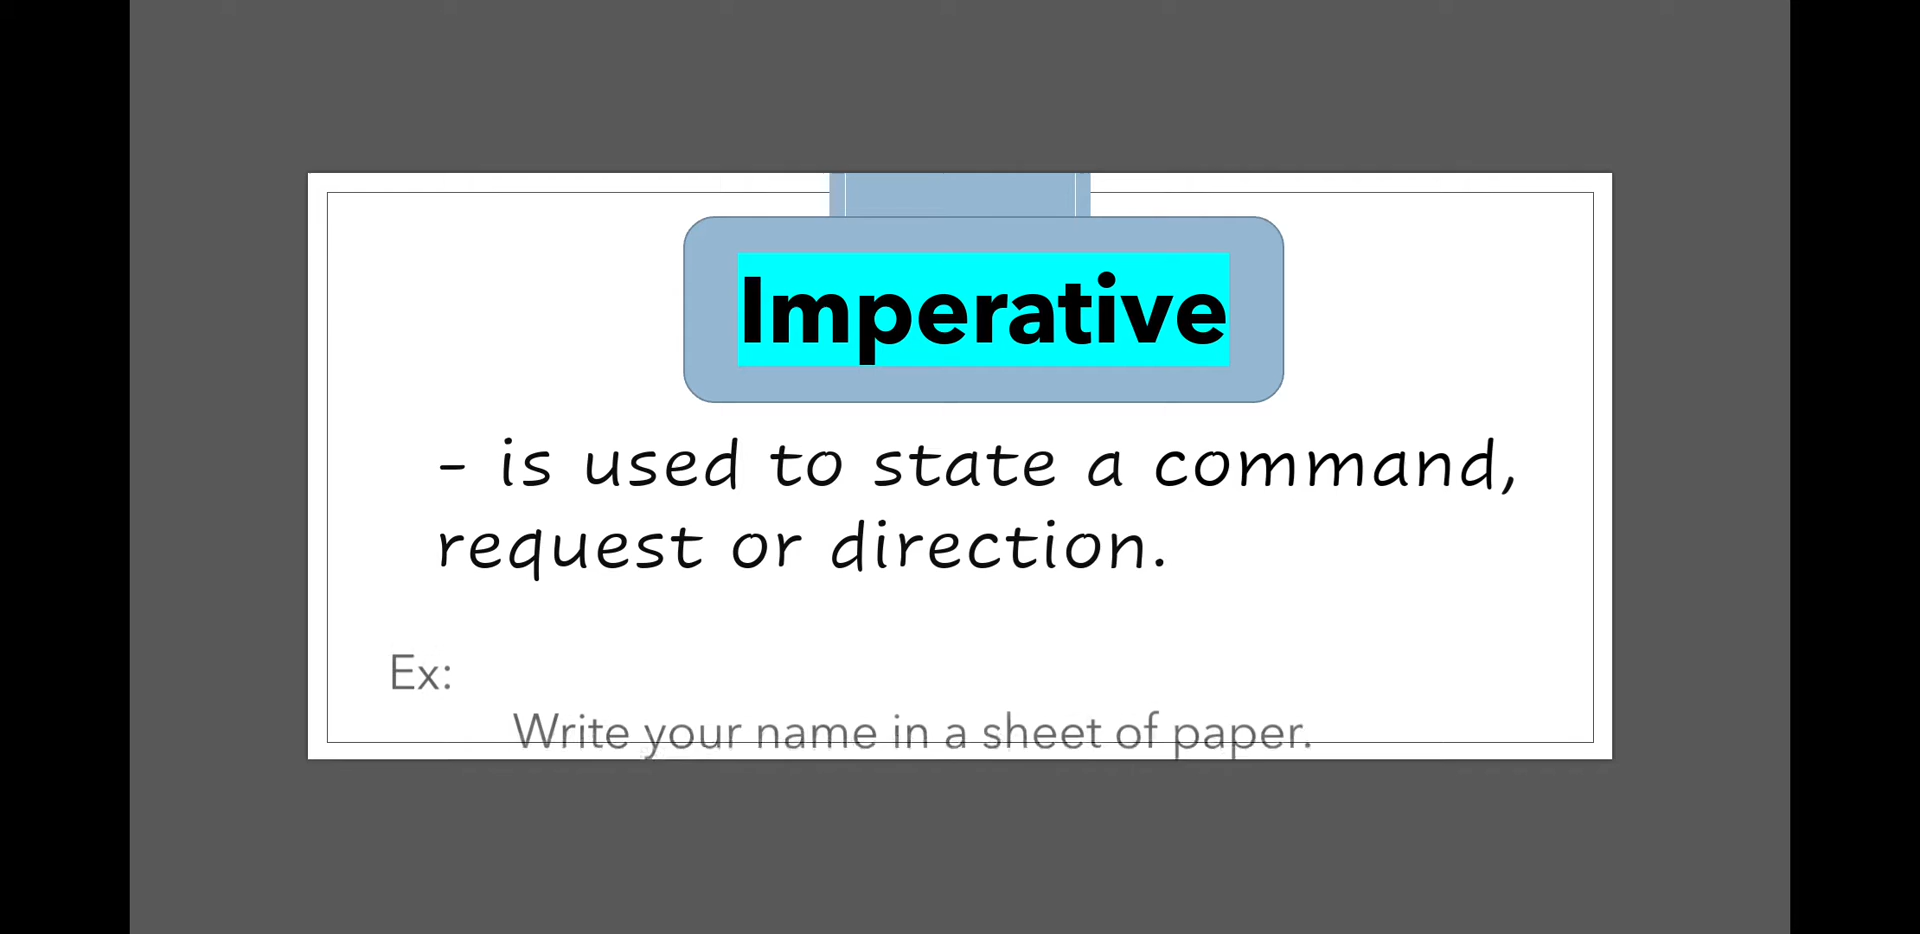 Imperative
- is used to state a command,
request or direction.
Ex:
Write your name in a sheet of paper.